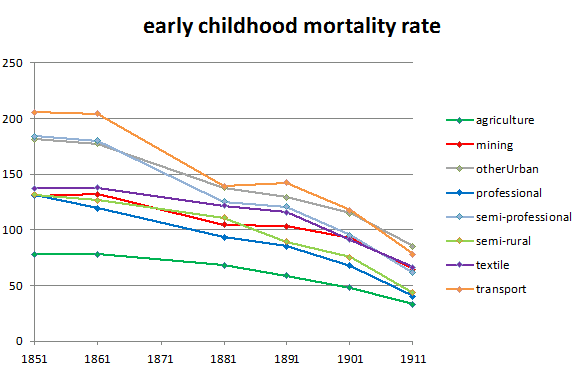 early childhood mortality rate
250
200
150
100
50
0
1851 1861 1871 1881 1891 1901 1911
agriculture
mining
otherUrban
professional
semi-professional
semi-rural
textile
transport